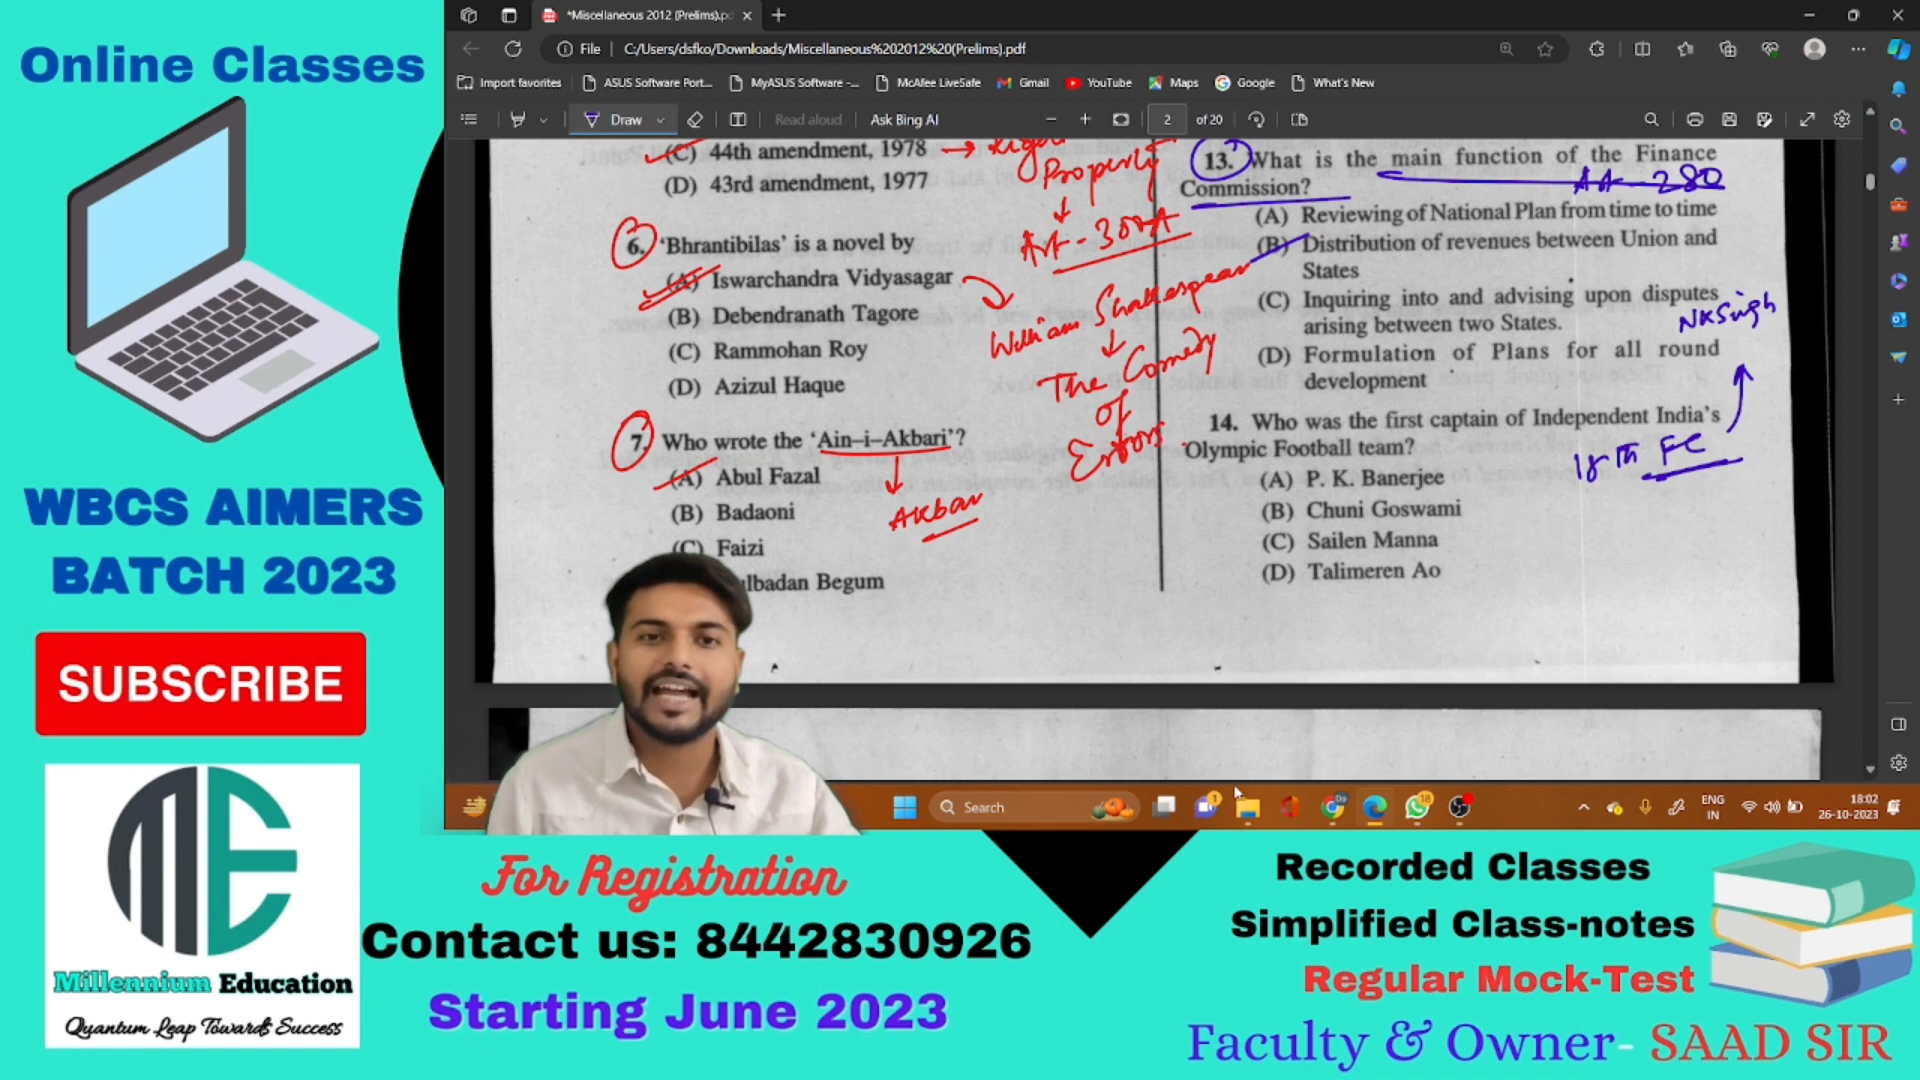 Online Classes
WBCS AIMERS
BATCH 2023
SUBSCRIBE
ME
Millennium Education
Quantum Leap Towards Success
*Miscellaneous 2012 (Prelims).pd
File
C:/Users/dsfko/Downloads/Miscellaneous%202012%20(Prelims).pdf
Import favorites
ASUS Software Port...
MyASUS Software -...
McAfee LiveSafe
Gmail
YouTube
Maps
Google
What's New
Draw
Read aloud
Ask Bing AI
2
of 20
(C) 44th amendment, 1978
(D) 43rd amendment, 1977
Property
Art - 300A
6. 'Bhrantibilas' is a novel by
(A) Iswarchandra Vidyasagar
(B) Debendranath Tagore
(C) Rammohan Roy
(D) Azizul Haque
William Shakespear
The Comedy
of
Errors
7. Who wrote the 'Ain–i–Akbari'?
(A) Abul Fazal
(B) Badaoni
(C) Faizi
lbadan Begum
Akbar
13. What is the main function of the Finance
Commission?
280
(A) Reviewing of National Plan from time to time
(B) Distribution of revenues between Union and
States
(C) Inquiring into and advising upon disputes
arising between two States.
(D) Formulation of Plans for all round
development
NK Singh
15th FC
14. Who was the first captain of Independent India's
Olympic Football team?
(A) P. K. Banerjee
(B) Chuni Goswami
(C) Sailen Manna
(D) Talimeren Ao
Search
ENG
IN
18:02
26-10-2023
For Registration
Contact us: 8442830926
Starting June 2023
Recorded Classes
Simplified Class-notes
Regular Mock-Test
Faculty & Owner- SAAD SIR